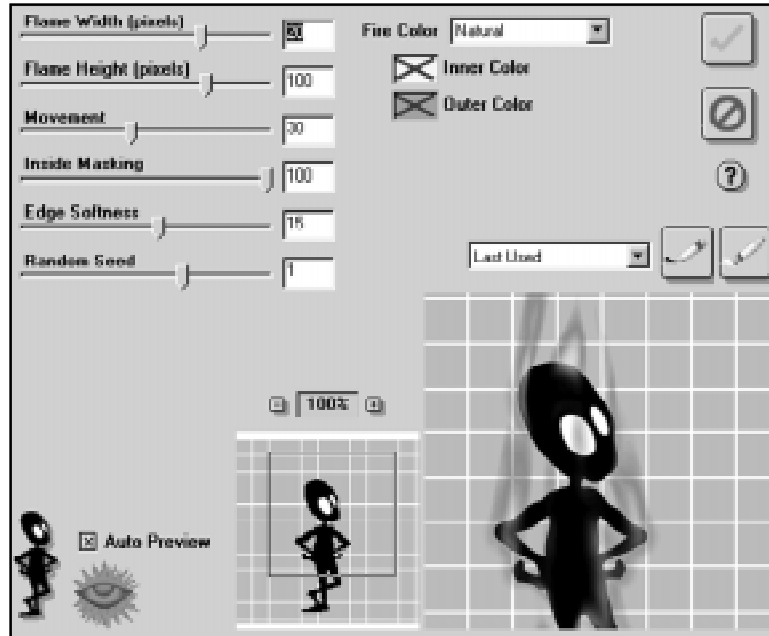 Flame Width (pixels)
Flame Height (pixels)
100
Movement
30
Inside Masking
100
Edge Softness
15
Random Seed
1
Fire Color
Natural
Inner Color
Outer Color
?
Last Used
100%
Auto Preview